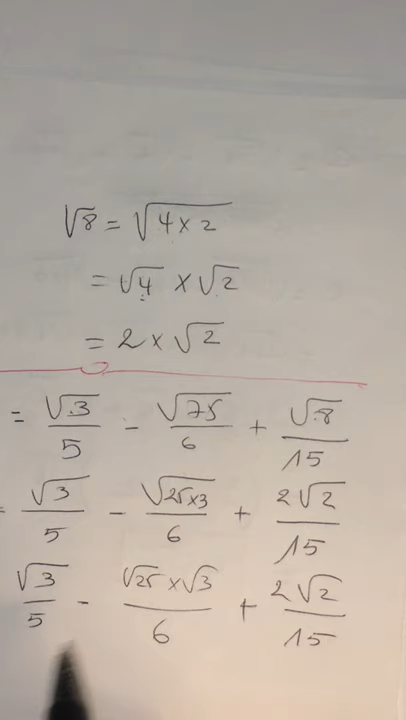 √8 = √(4 × 2)
= √4 × √2
= 2 × √2
= √3/5 - √75/6 + √8/15
= √3/5 - √(25×3)/6 + 2√2/15
√3/5 - (√25 × √3)/6 + 2√2/15